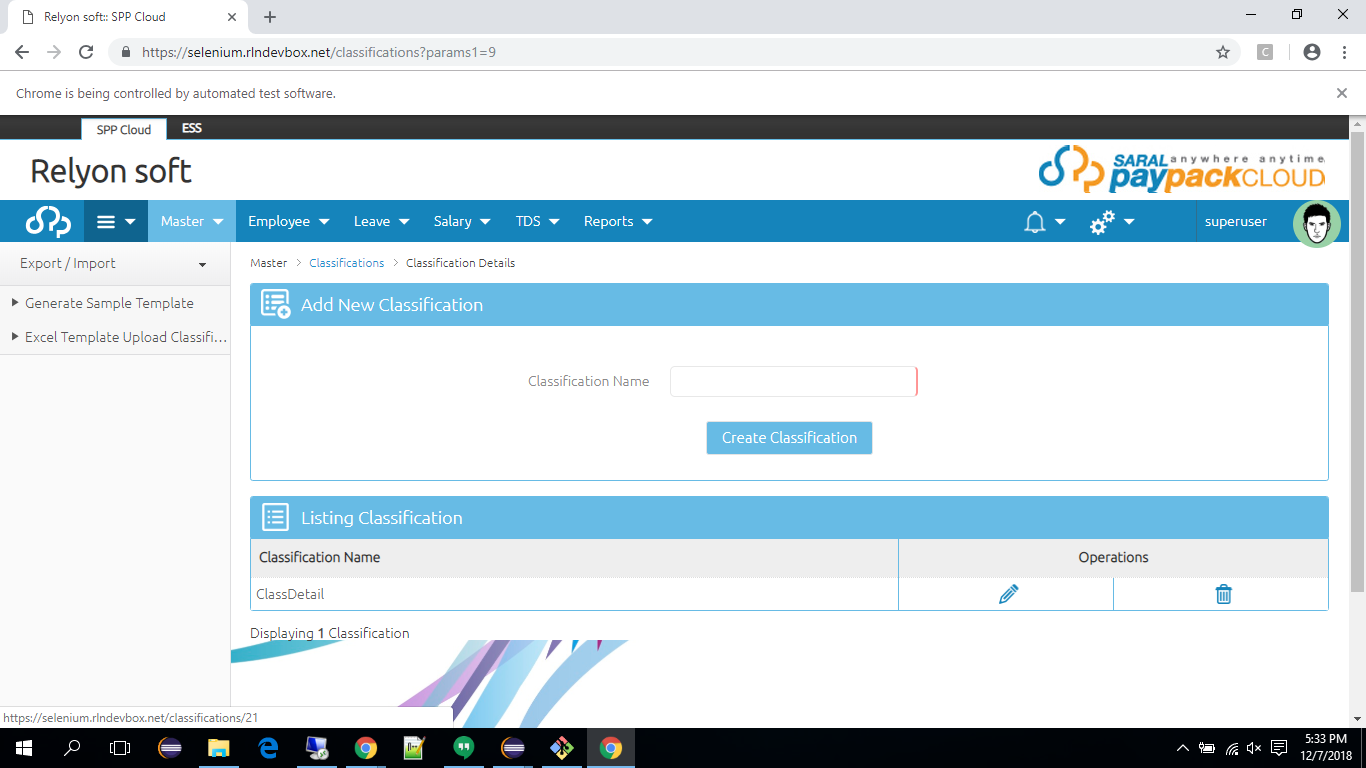 Relyon soft:: SPP Cloud
https://selenium.rlndevbox.net/classifications?params1=9
C
Chrome is being controlled by automated test software.
SPP Cloud ESS
Relyon soft
SARAL anywhere anytime
paypackCLOUD
Master Employee Leave Salary TDS Reports superuser
Export / Import
Master > Classifications > Classification Details
Generate Sample Template
Excel Template Upload Classifi...
Add New Classification
Classification Name
Create Classification
Listing Classification
Classification Name Operations
ClassDetail
Displaying 1 Classification
https://selenium.rlndevbox.net/classifications/21
5:33 PM
12/7/2018